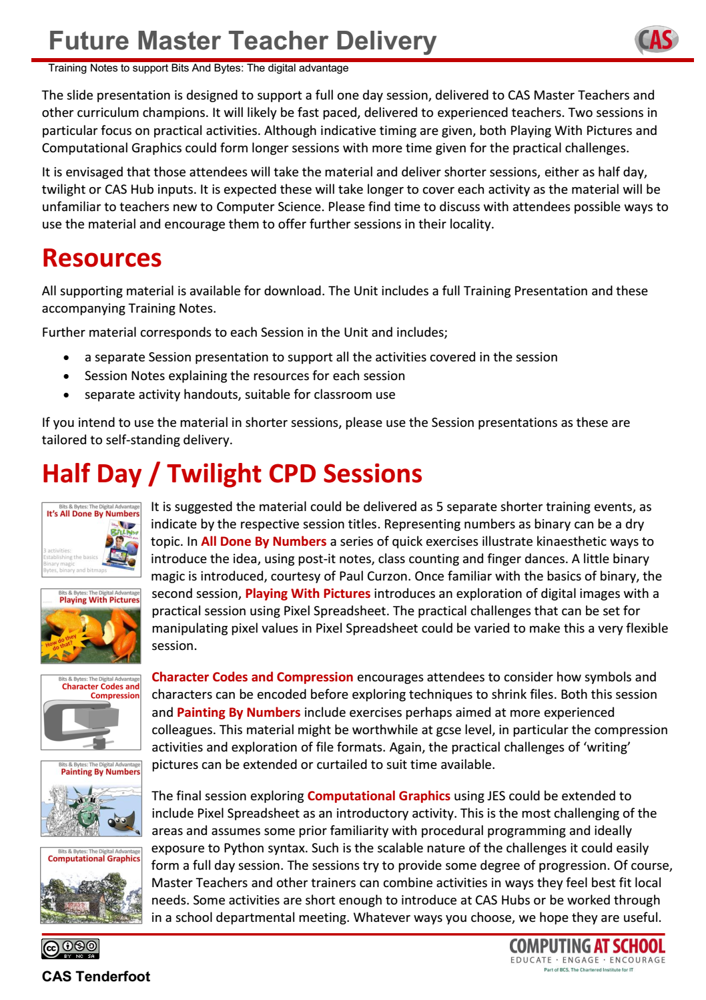 Future Master Teacher Delivery
CAS
Training Notes to support Bits And Bytes: The digital advantage
The slide presentation is designed to support a full one day session, delivered to CAS Master Teachers and
other curriculum champions. It will likely be fast paced, delivered to experienced teachers. Two sessions in
particular focus on practical activities. Although indicative timing are given, both Playing With Pictures and
Computational Graphics could form longer sessions with more time given for the practical challenges.
It is envisaged that those attendees will take the material and deliver shorter sessions, either as half day,
twilight or CAS Hub inputs. It is expected these will take longer to cover each activity as the material will be
unfamiliar to teachers new to Computer Science. Please find time to discuss with attendees possible ways to
use the material and encourage them to offer further sessions in their locality.
Resources
All supporting material is available for download. The Unit includes a full Training Presentation and these
accompanying Training Notes.
Further material corresponds to each Session in the Unit and includes;
• a separate Session presentation to support all the activities covered in the session
• Session Notes explaining the resources for each session
• separate activity handouts, suitable for classroom use
If you intend to use the material in shorter sessions, please use the Session presentations as these are
tailored to self-standing delivery.
Half Day / Twilight CPD Sessions
Bits & Bytes: The Digital Advantage
It's All Done By Numbers
3 activities:
Establishing the basics
Binary magic
Bytes, binary and bitmaps
Bits & Bytes: The Digital Advantage
Playing With Pictures
How do they
do that?
Bits & Bytes: The Digital Advantage
Character Codes and
Compression
Bits & Bytes: The Digital Advantage
Painting By Numbers
Bits & Bytes: The Digital Advantage
Computational Graphics
It is suggested the material could be delivered as 5 separate shorter training events, as
indicate by the respective session titles. Representing numbers as binary can be a dry
topic. In All Done By Numbers a series of quick exercises illustrate kinaesthetic ways to
introduce the idea, using post-it notes, class counting and finger dances. A little binary
magic is introduced, courtesy of Paul Curzon. Once familiar with the basics of binary, the
second session, Playing With Pictures introduces an exploration of digital images with a
practical session using Pixel Spreadsheet. The practical challenges that can be set for
manipulating pixel values in Pixel Spreadsheet could be varied to make this a very flexible
session.
Character Codes and Compression encourages attendees to consider how symbols and
characters can be encoded before exploring techniques to shrink files. Both this session
and Painting By Numbers include exercises perhaps aimed at more experienced
colleagues. This material might be worthwhile at gcse level, in particular the compression
activities and exploration of file formats. Again, the practical challenges of ‘writing’
pictures can be extended or curtailed to suit time available.
The final session exploring Computational Graphics using JES could be extended to
include Pixel Spreadsheet as an introductory activity. This is the most challenging of the
areas and assumes some prior familiarity with procedural programming and ideally
exposure to Python syntax. Such is the scalable nature of the challenges it could easily
form a full day session. The sessions try to provide some degree of progression. Of course,
Master Teachers and other trainers can combine activities in ways they feel best fit local
needs. Some activities are short enough to introduce at CAS Hubs or be worked through
in a school departmental meeting. Whatever ways you choose, we hope they are useful.
cc BY NC SA
COMPUTING AT SCHOOL
EDUCATE · ENGAGE · ENCOURAGE
Part of BCS, The Chartered Institute for IT
CAS Tenderfoot